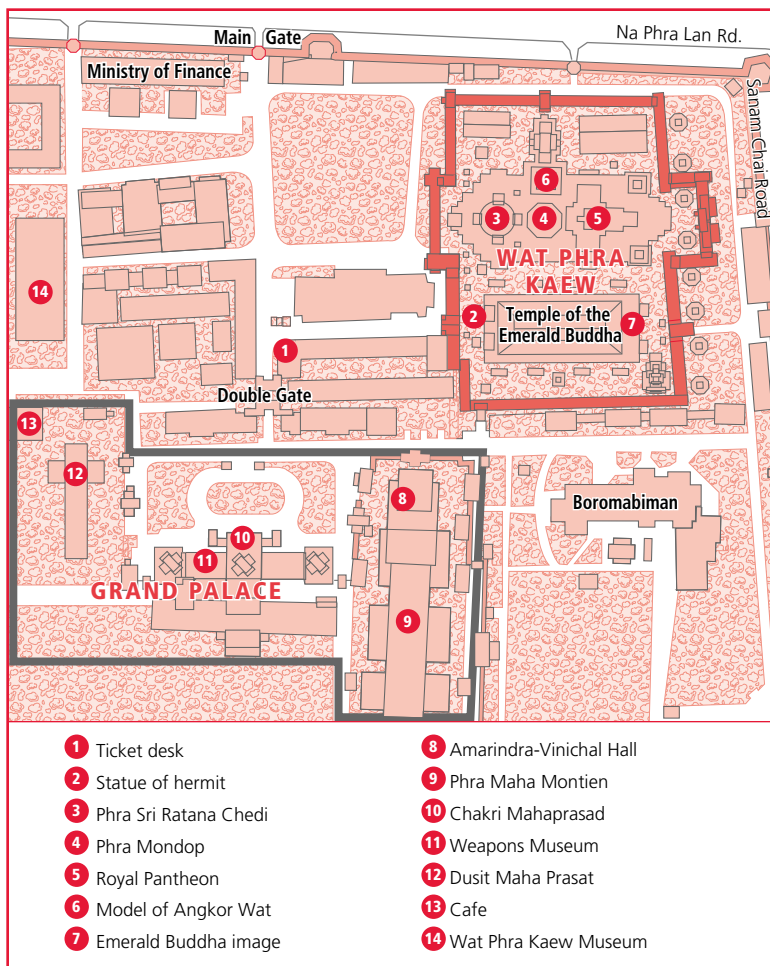 Main Gate
Na Phra Lan Rd.
Ministry of Finance
Sanam Chai Road
6
3
4
5
WAT PHRA
KAEW
14
2
Temple of the
Emerald Buddha
7
1
Double Gate
13
12
8
Boromabiman
10
11
GRAND PALACE
9
1 Ticket desk
2 Statue of hermit
3 Phra Sri Ratana Chedi
4 Phra Mondop
5 Royal Pantheon
6 Model of Angkor Wat
7 Emerald Buddha image
8 Amarindra-Vinichal Hall
9 Phra Maha Montien
10 Chakri Mahaprasad
11 Weapons Museum
12 Dusit Maha Prasat
13 Cafe
14 Wat Phra Kaew Museum